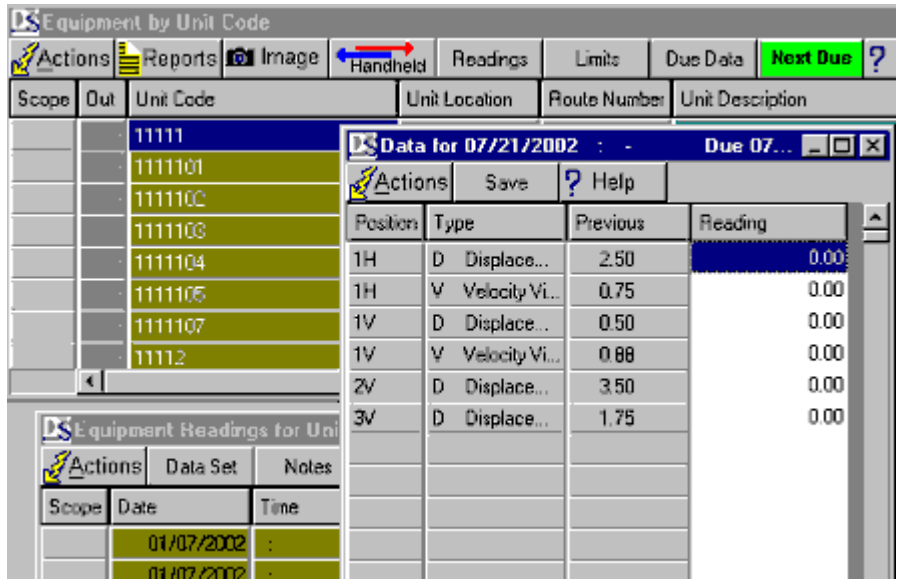 DS Equipment by Unit Code
Actions Reports Image Handheld Readings Limits Due Data Next Due ?
Scope Out Unit Code Unit Location Route Number Unit Description
11111
1111101
1111102
1111103
1111104
1111105
1111107
11112
DS Data for 07/21/2002 : - Due 07...
Actions Save ? Help
Position Type Previous Reading
1H D Displace... 2.50 0.00
1H V Velocity Vi... 0.75 0.00
1V D Displace... 0.50 0.00
1V V Velocity Vi... 0.88 0.00
2V D Displace... 3.50 0.00
3V D Displace... 1.75 0.00
DS Equipment Readings for Uni
Actions Data Set Notes
Scope Date Time
01/07/2002 :
01/07/2002 :